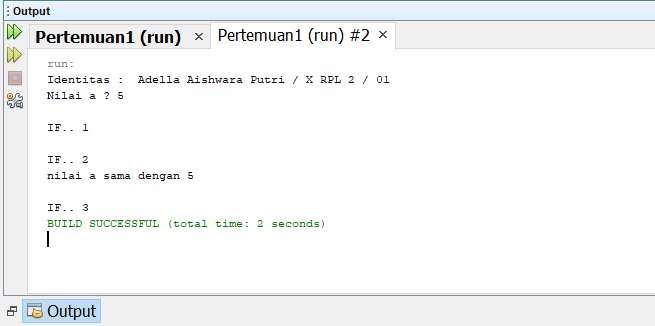 Output
Pertemuan1 (run) × Pertemuan1 (run) #2 ×
run:
Identitas :  Adella Aishwara Putri / X RPL 2 / 01
Nilai a ? 5
IF.. 1
IF.. 2
nilai a sama dengan 5
IF.. 3
BUILD SUCCESSFUL (total time: 2 seconds)
Output